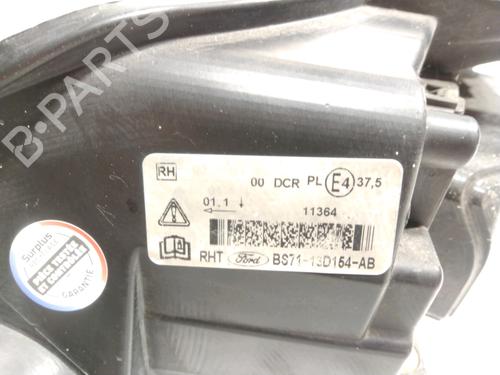 B-PARTS
RH
00 DCR PL E4 37,5
01,1
11364
RHT Ford BS71-13D154-AB
Surplus
GARANTIE